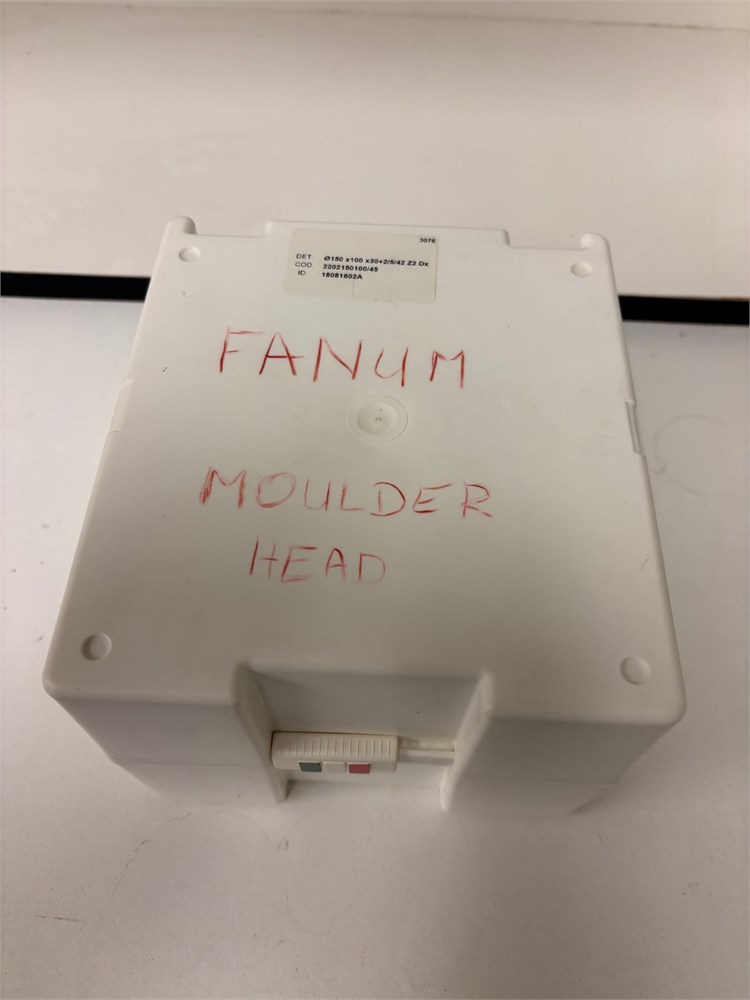 3076
DET. Ø150 x100 x30+2/5/42 Z2 Dx
COD. 2202150100/45
ID. 18081602A
FANUM
MOULDER
HEAD